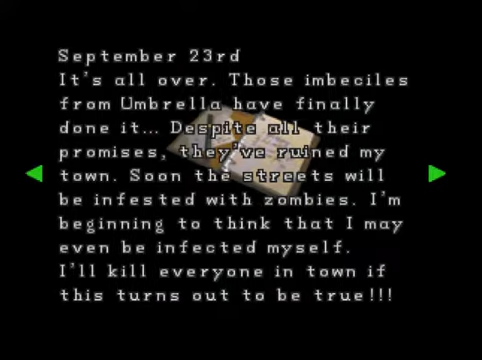 September 23rd
It's all over. Those imbeciles
from Umbrella have finally
done it... Despite all their
promises, they've ruined my
town. Soon the streets will
be infested with zombies. I'm
beginning to think that I may
even be infected myself.
I'll kill everyone in town if
this turns out to be true!!!